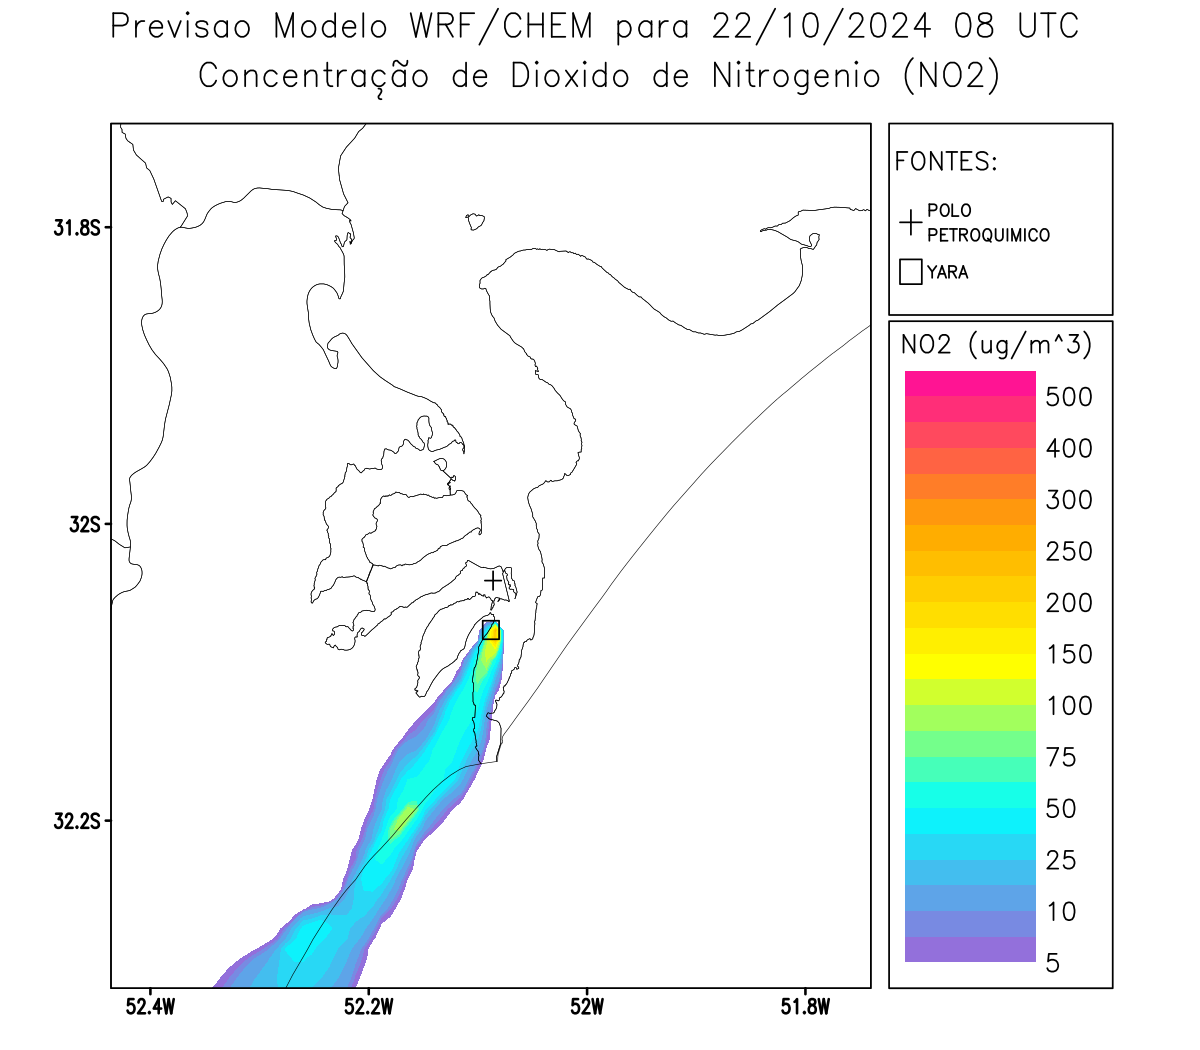 Previsao Modelo WRF/CHEM para 22/10/2024 08 UTC
Concentração de Dioxido de Nitrogenio (NO2)
FONTES:
POLO
PETROQUIMICO
YARA
NO2 (ug/m^3)
500
400
300
250
200
150
100
75
50
25
10
5
31.8S
32S
32.2S
52.4W
52.2W
52W
51.8W